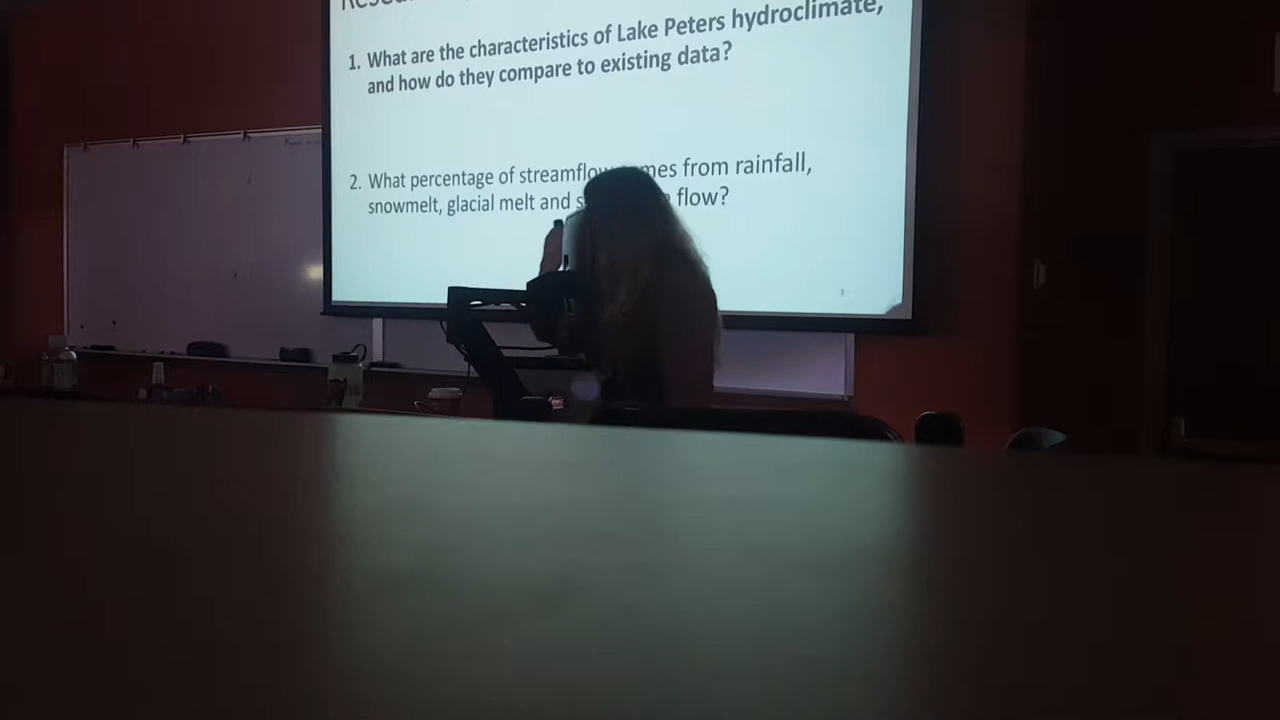 1. What are the characteristics of Lake Peters hydroclimate,
and how do they compare to existing data?
2. What percentage of streamflow mes from rainfall,
snowmelt, glacial melt and s flow?